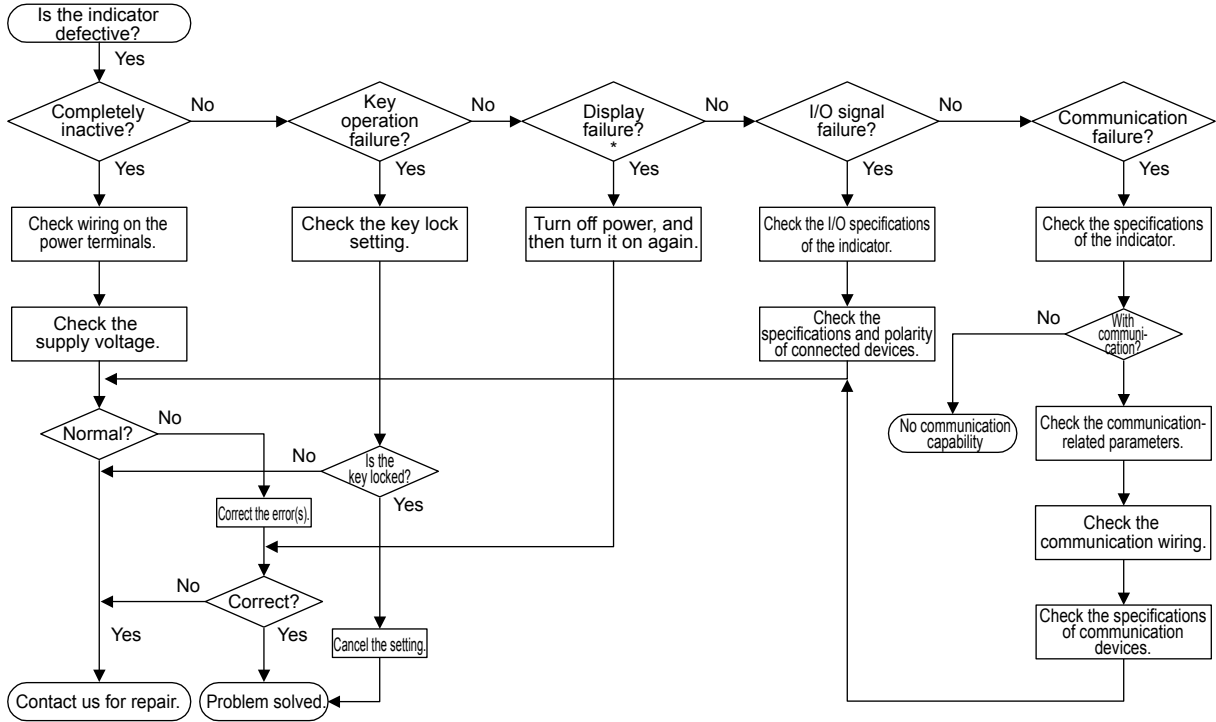 Is the indicator
defective?
Yes
Completely
inactive?
No
Key
operation
failure?
No
Display
failure?
*
No
I/O signal
failure?
No
Communication
failure?
Yes
Yes
Yes
Yes
Yes
Check wiring on the
power terminals.
Check the key lock
setting.
Turn off power, and
then turn it on again.
Check the I/O specifications
of the indicator.
Check the specifications
of the indicator.
Check the
supply voltage.
Check the
specifications and polarity
of connected devices.
No
With
communi-
cation?
Yes
No communication
capability
Check the communication-
related parameters.
Normal?
No
No
Is the
key locked?
Yes
Correct the error(s).
Check the
communication wiring.
No
Correct?
Yes
Yes
Cancel the setting.
Check the specifications
of communication
devices.
Contact us for repair.
Problem solved.